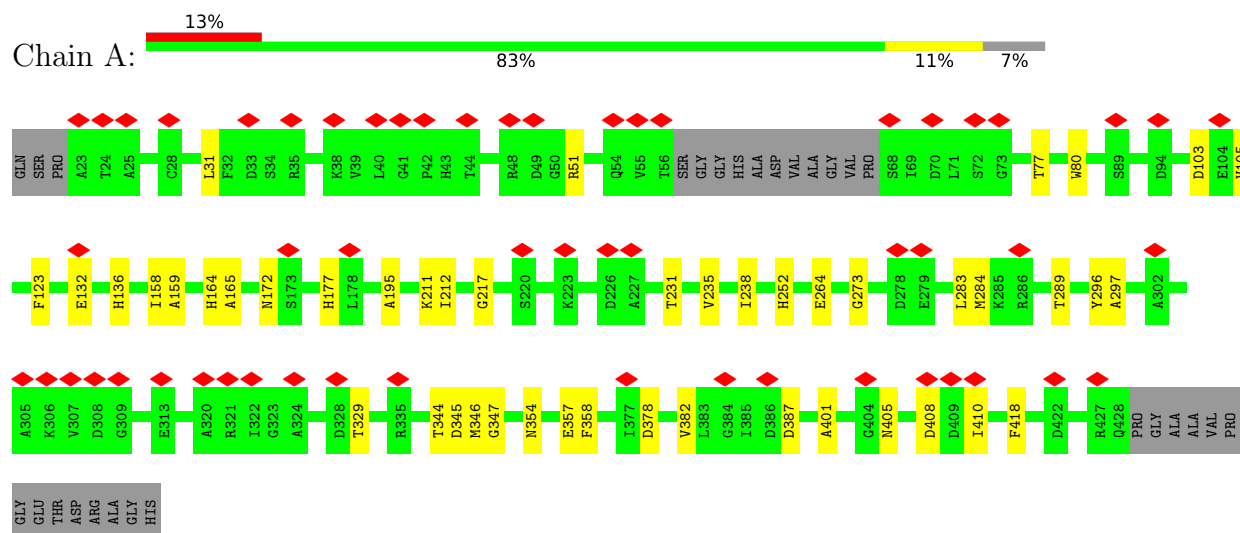 13%
Chain A:
83% 11% 7%
GLN SER PRO A23 T24 A25 C28 L31 F32 D33 S34 R35 K38 V39 L40 G41 P42 H43 T44 R48 D49 G50 R51 Q54 V55 T56 SER GLY GLY HIS ALA ASP VAL ALA GLY VAL PRO S68 I69 D70 L71 S72 G73 T77 W80 S89 D94 D103 E104 V105
F123 E132 H136 I158 A159 H164 A165 N172 S173 H177 L178 A195 K211 I212 G217 S220 K223 D226 A227 T231 V235 I238 H252 E264 G273 D278 E279 L283 M284 K285 R286 T289 Y296 A297 A302
A305 K306 V307 D308 G309 E313 A320 R321 I322 G323 A324 D328 T329 R335 T344 D345 M346 G347 N354 E357 F358 I377 D378 V382 L383 G384 I385 D386 D387 A401 G404 N405 D408 D409 I410 F418 D422 R427 Q428 PRO GLY ALA ALA VAL PRO
GLY GLU THR ASP ARG ALA GLY HIS